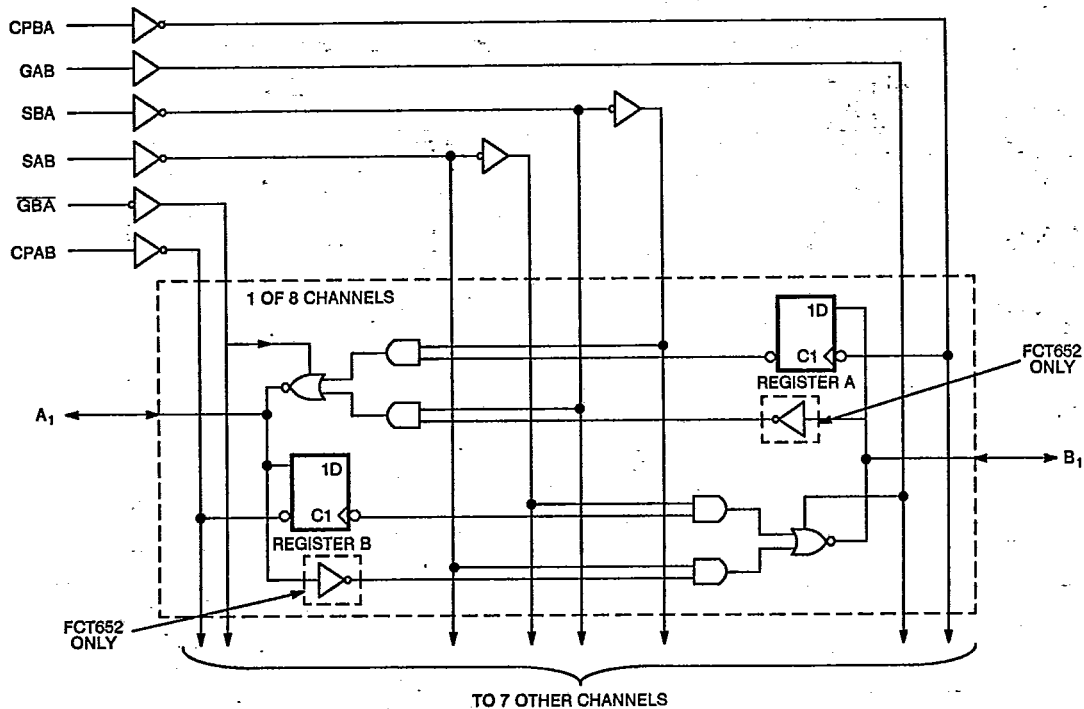 CPBA
GAB
SBA
SAB
GBA
CPAB
1 OF 8 CHANNELS
1D
C1
REGISTER A
FCT652
ONLY
A1
B1
1D
C1
REGISTER B
FCT652
ONLY
TO 7 OTHER CHANNELS